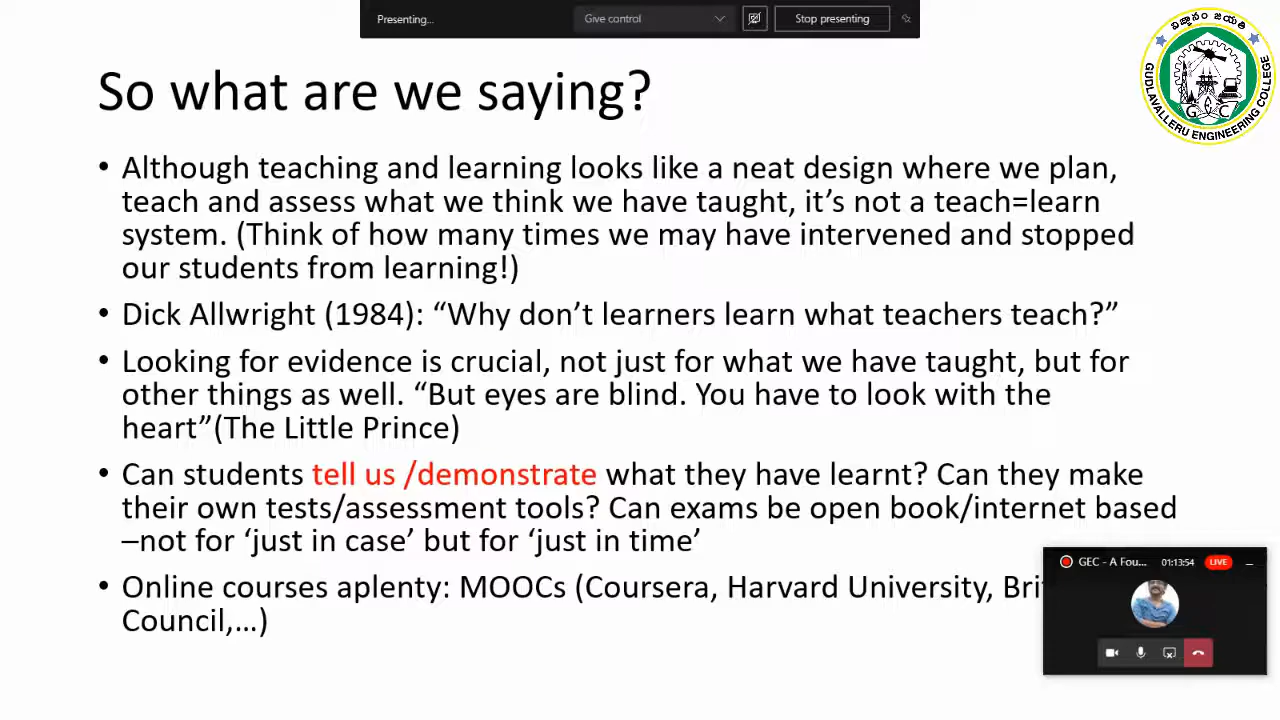 Presenting...
Give control
Stop presenting
విజ్ఞానం జయతి
GUDLAVALLERU ENGINEERING COLLEGE
G C
So what are we saying?
• Although teaching and learning looks like a neat design where we plan,
teach and assess what we think we have taught, it’s not a teach=learn
system. (Think of how many times we may have intervened and stopped
our students from learning!)
• Dick Allwright (1984): “Why don’t learners learn what teachers teach?”
• Looking for evidence is crucial, not just for what we have taught, but for
other things as well. “But eyes are blind. You have to look with the
heart”(The Little Prince)
• Can students tell us /demonstrate what they have learnt? Can they make
their own tests/assessment tools? Can exams be open book/internet based
–not for ‘just in case’ but for ‘just in time’
• Online courses aplenty: MOOCs (Coursera, Harvard University, Brit
Council,...)
GEC - A Fou...
01:13:54
LIVE